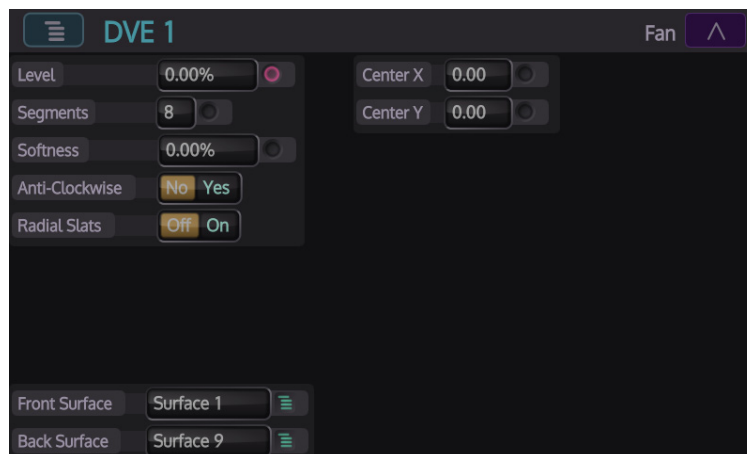 DVE 1 Fan
Level 0.00% Center X 0.00
Segments 8 Center Y 0.00
Softness 0.00%
Anti-Clockwise No Yes
Radial Slats Off On
Front Surface Surface 1
Back Surface Surface 9